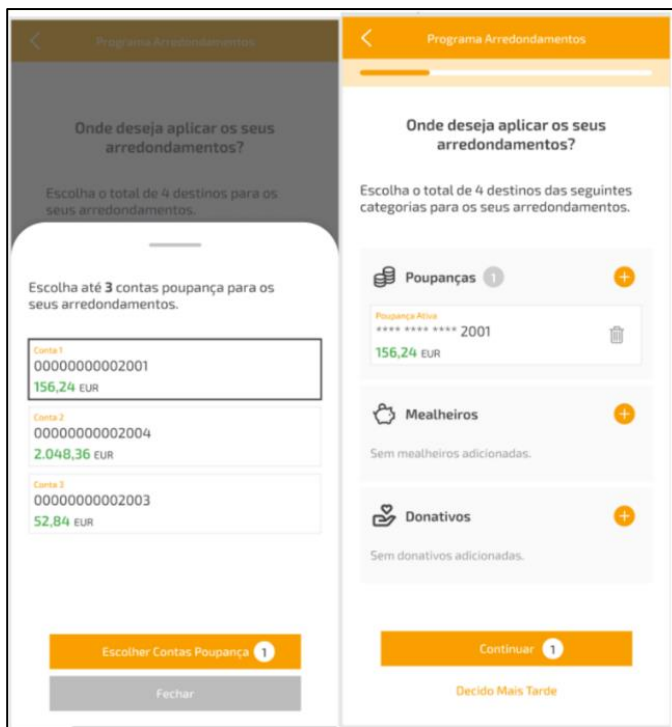 Programa Arredondamentos
Onde deseja aplicar os seus
arredondamentos?
Escolha o total de 4 destinos para os
seus arredondamentos.
Escolha até 3 contas poupança para os
seus arredondamentos.
Conta 1
00000000002001
156,24 EUR
Conta 2
00000000002004
2.048,36 EUR
Conta 3
00000000002003
52,84 EUR
Escolher Contas Poupança 1
Fechar
Programa Arredondamentos
Onde deseja aplicar os seus
arredondamentos?
Escolha o total de 4 destinos das seguintes
categorias para os seus arredondamentos.
Poupanças 1
Poupança Ativa
**** **** **** 2001
156,24 EUR
Mealheiros
Sem mealheiros adicionadas.
Donativos
Sem donativos adicionadas.
Continuar 1
Decido Mais Tarde